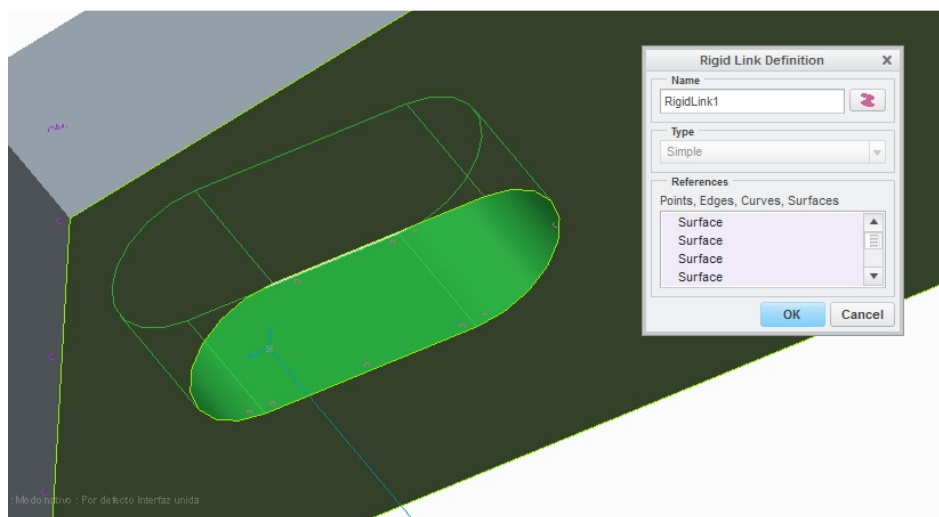 Rigid Link Definition
Name
RigidLink1
Type
Simple
References
Points, Edges, Curves, Surfaces
Surface
Surface
Surface
Surface
OK Cancel
: Modo nativo : Por defecto Interfaz unida